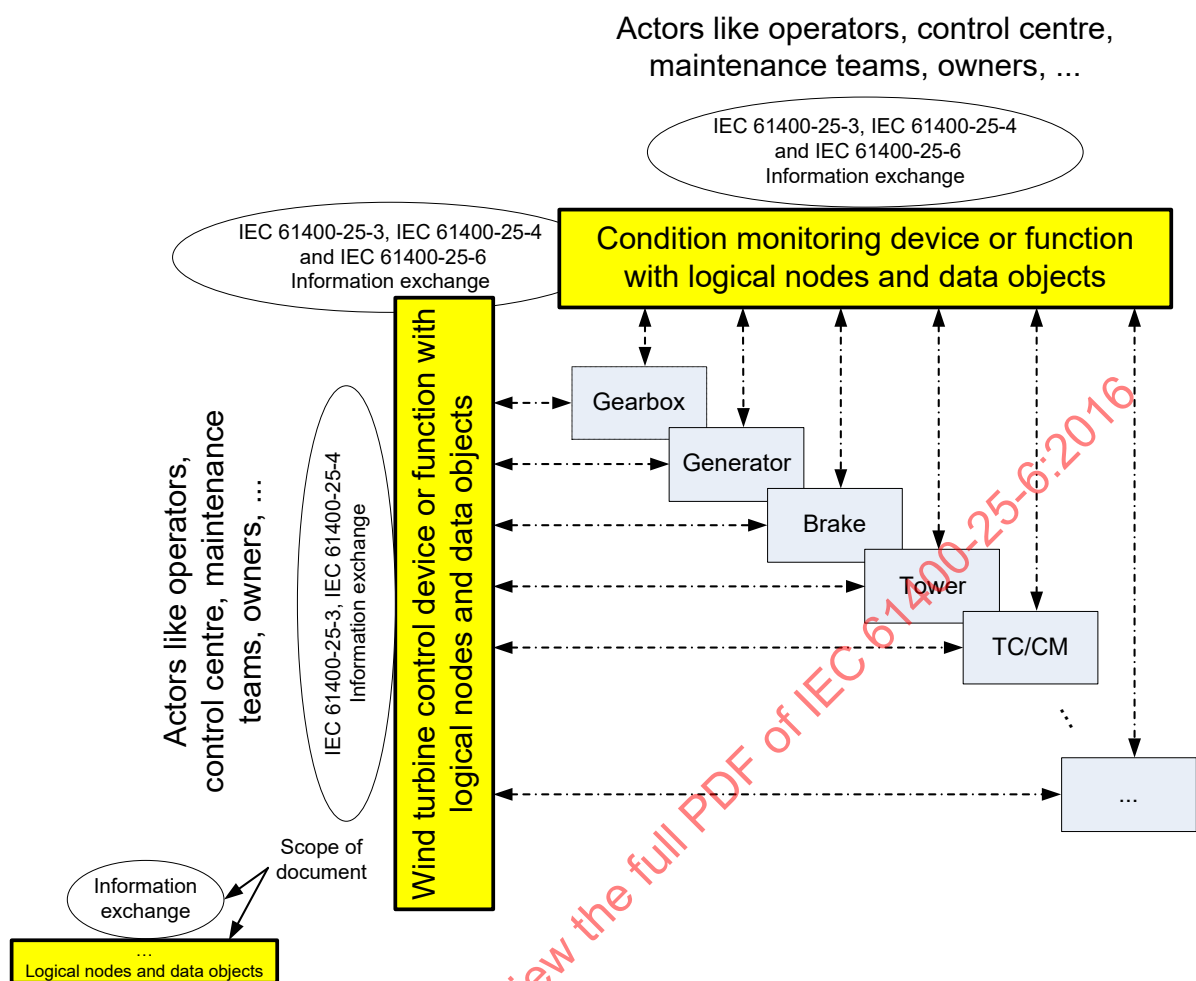 Actors like operators, control centre,
maintenance teams, owners, ...
IEC 61400-25-3, IEC 61400-25-4
and IEC 61400-25-6
Information exchange
IEC 61400-25-3, IEC 61400-25-4
and IEC 61400-25-6
Information exchange
Condition monitoring device or function
with logical nodes and data objects
Actors like operators,
control centre, maintenance
teams, owners, ...
IEC 61400-25-3, IEC 61400-25-4
Information exchange
Wind turbine control device or function with
logical nodes and data objects
Gearbox
Generator
Brake
Tower
TC/CM
...
...
Scope of
document
Information
exchange
...
Logical nodes and data objects
view the full PDF of IEC 61400-25-6:2016